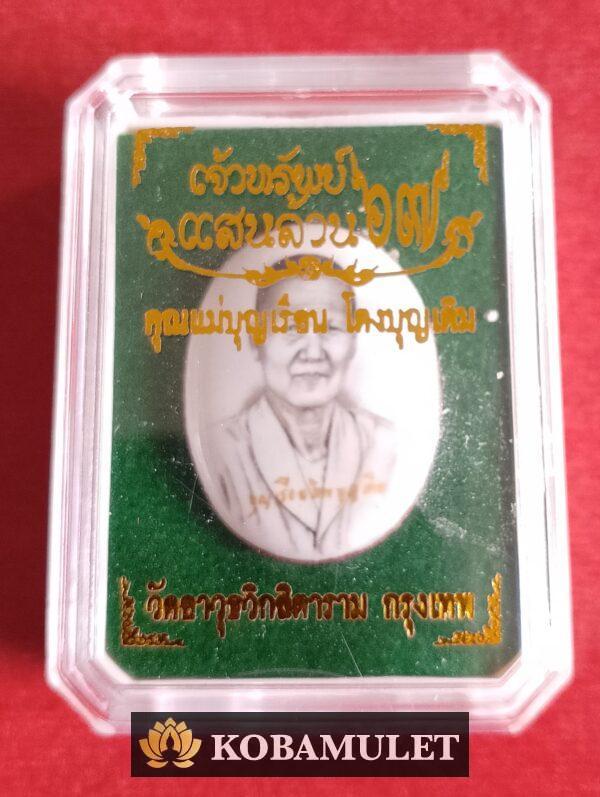 เจ้าทรัพย์
แสนล้าน ๖๗
คุณแม่บุญเรือน โตงบุญเติม
วัดอาวุธวิกสิตาราม กรุงเทพ
KOBAMULET